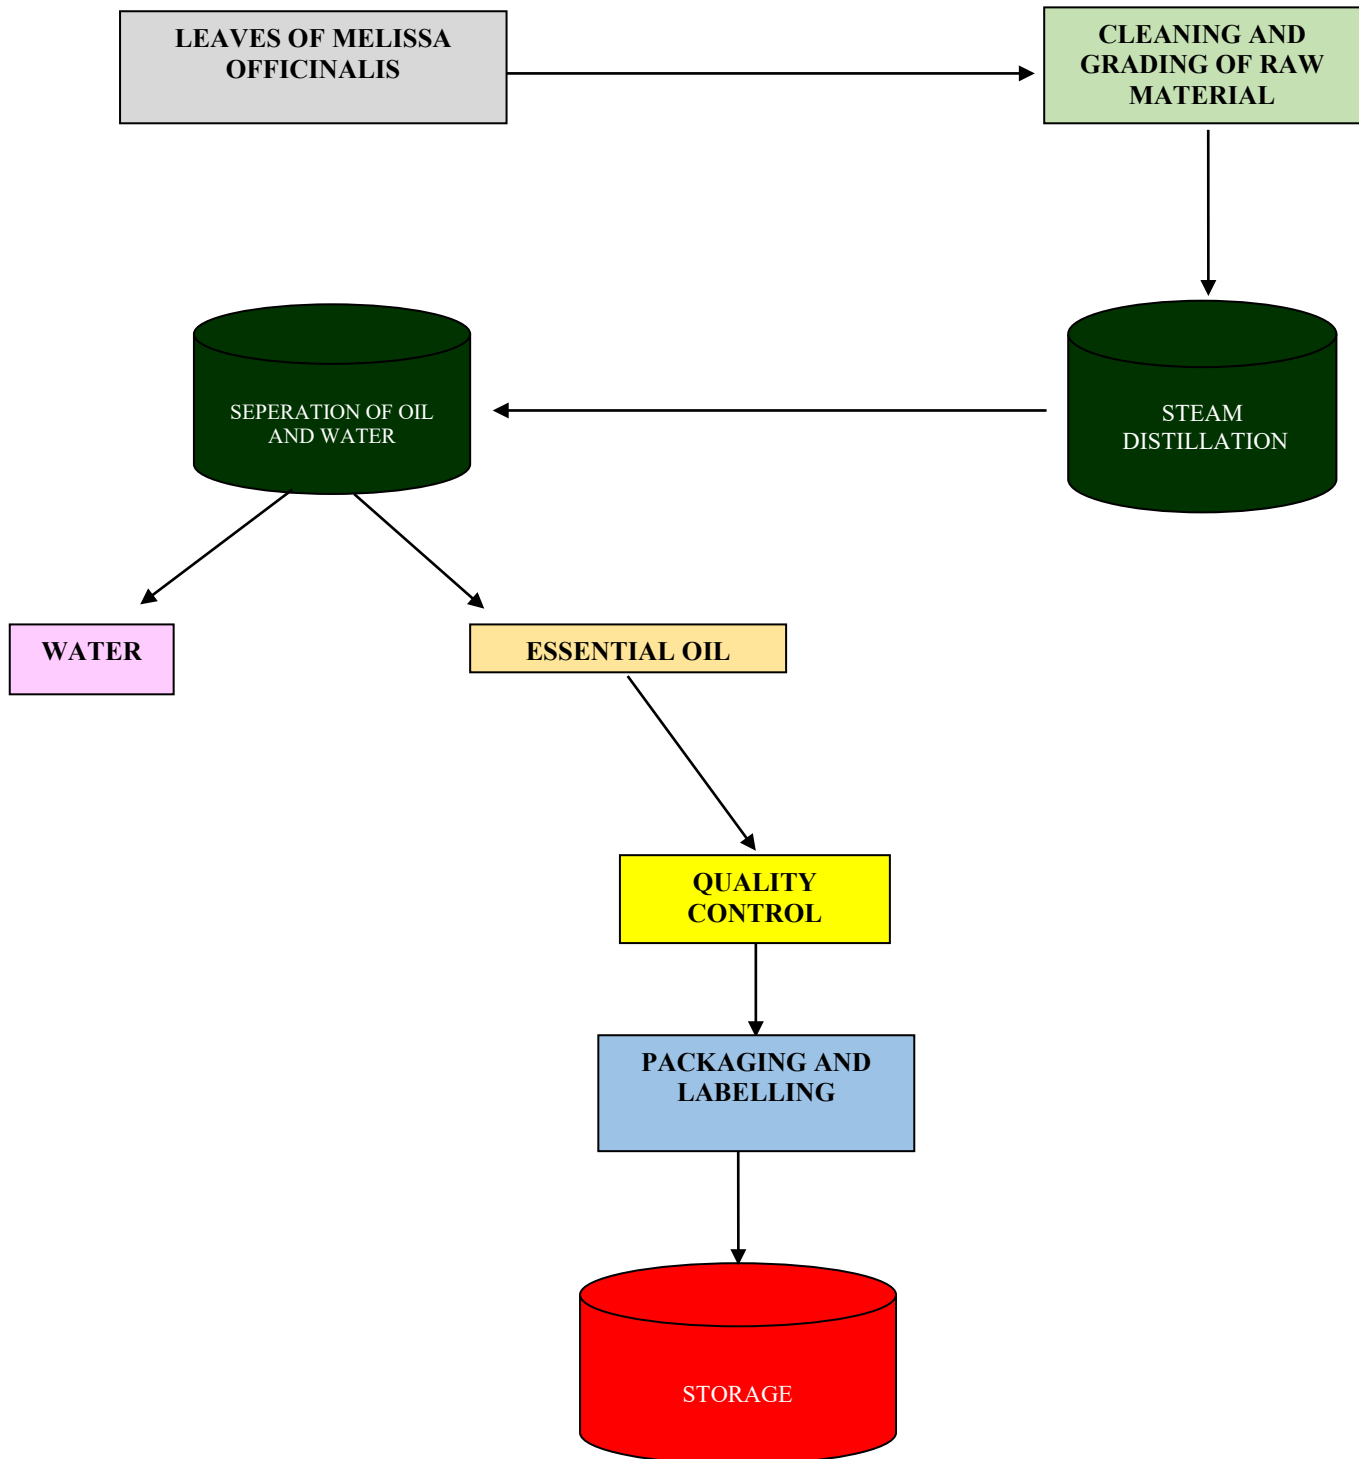 LEAVES OF MELISSA
OFFICINALIS
CLEANING AND
GRADING OF RAW
MATERIAL
SEPERATION OF OIL
AND WATER
STEAM
DISTILLATION
WATER
ESSENTIAL OIL
QUALITY
CONTROL
PACKAGING AND
LABELLING
STORAGE